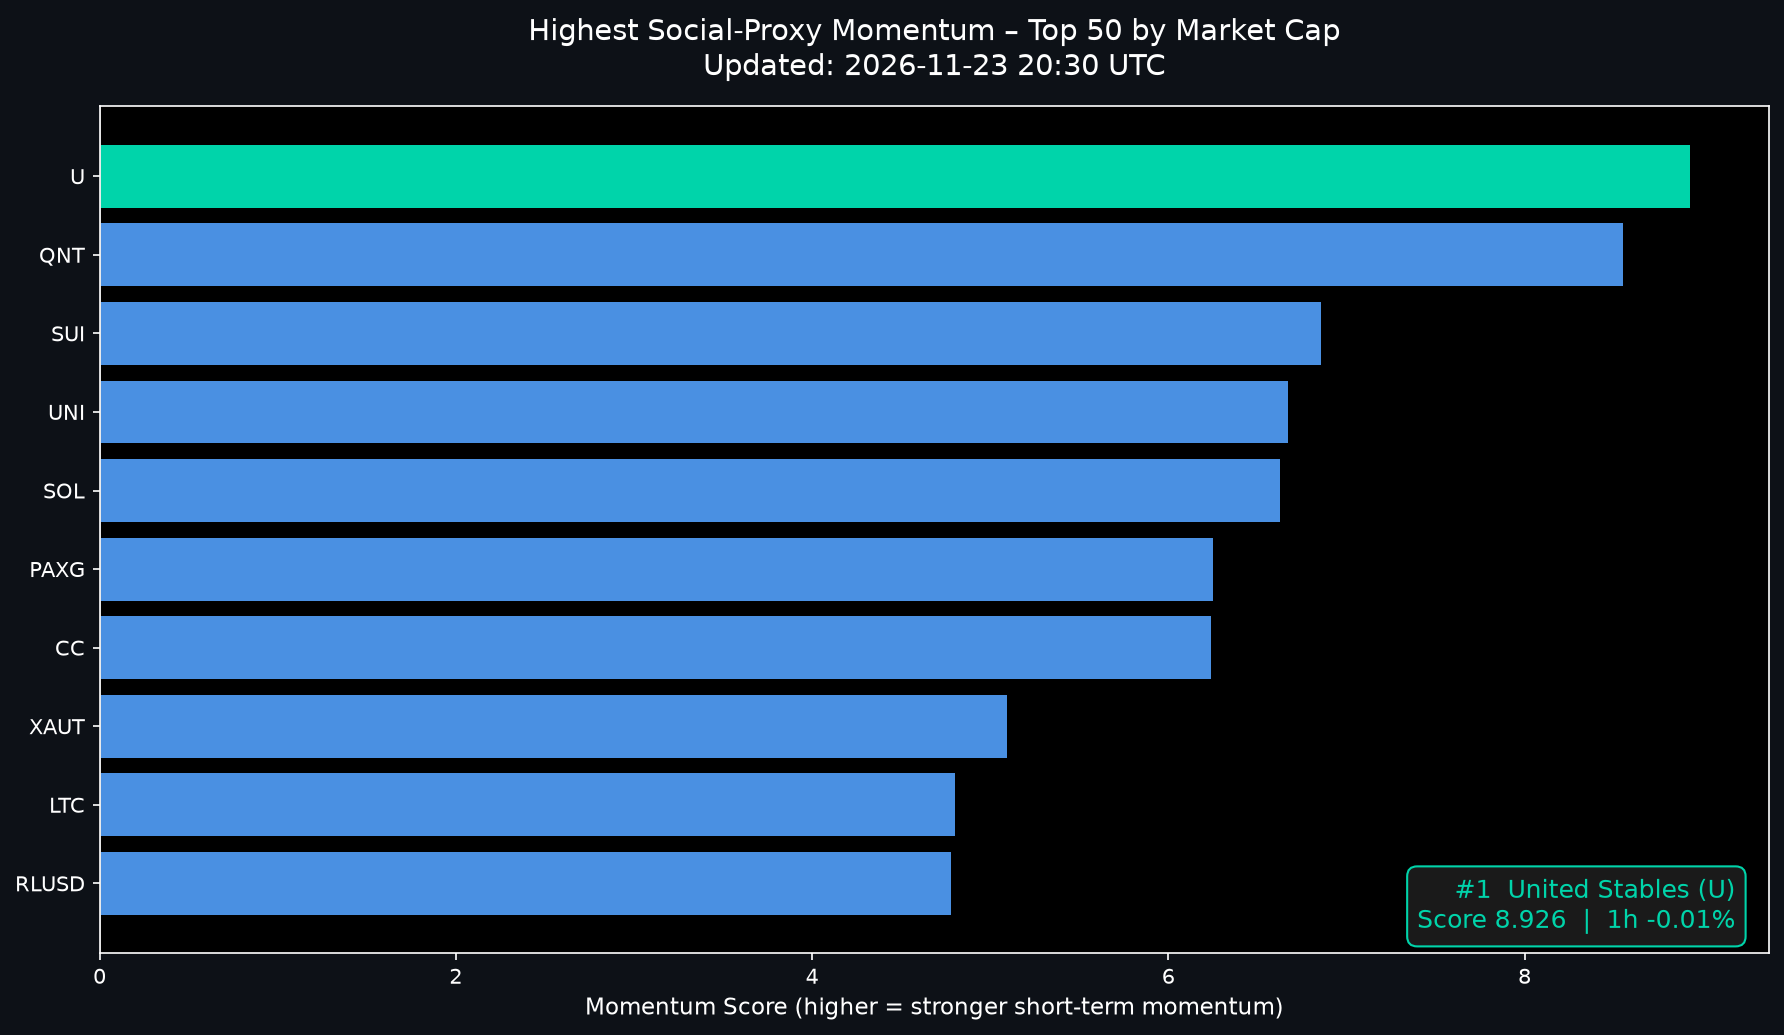 Highest Social-Proxy Momentum – Top 50 by Market Cap
Updated: 2026-11-23 20:30 UTC
U
QNT
SUI
UNI
SOL
PAXG
CC
XAUT
LTC
RLUSD
#1 United Stables (U)
Score 8.926 | 1h -0.01%
0 2 4 6 8
Momentum Score (higher = stronger short-term momentum)